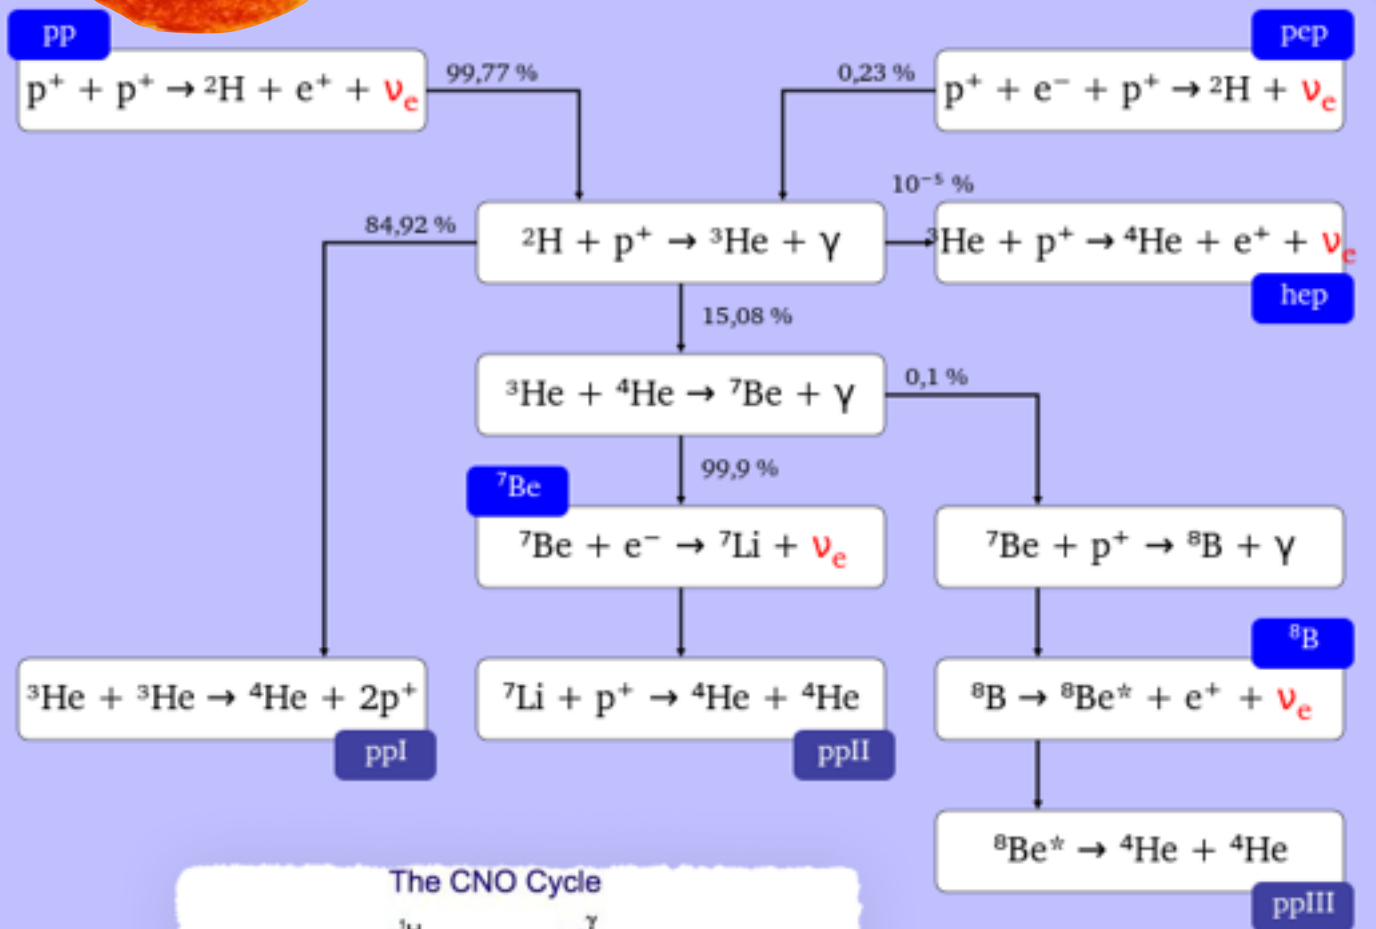 pp
pep
p⁺ + p⁺ → ²H + e⁺ + νₑ
99,77 %
0,23 %
p⁺ + e⁻ + p⁺ → ²H + νₑ
10⁻⁵ %
84,92 %
²H + p⁺ → ³He + γ
³He + p⁺ → ⁴He + e⁺ + νₑ
hep
15,08 %
³He + ⁴He → ⁷Be + γ
0,1 %
99,9 %
⁷Be
⁷Be + e⁻ → ⁷Li + νₑ
⁷Be + p⁺ → ⁸B + γ
⁸B
³He + ³He → ⁴He + 2p⁺
⁷Li + p⁺ → ⁴He + ⁴He
⁸B → ⁸Be* + e⁺ + νₑ
ppI
ppII
⁸Be* → ⁴He + ⁴He
ppIII
The CNO Cycle
¹H
γ